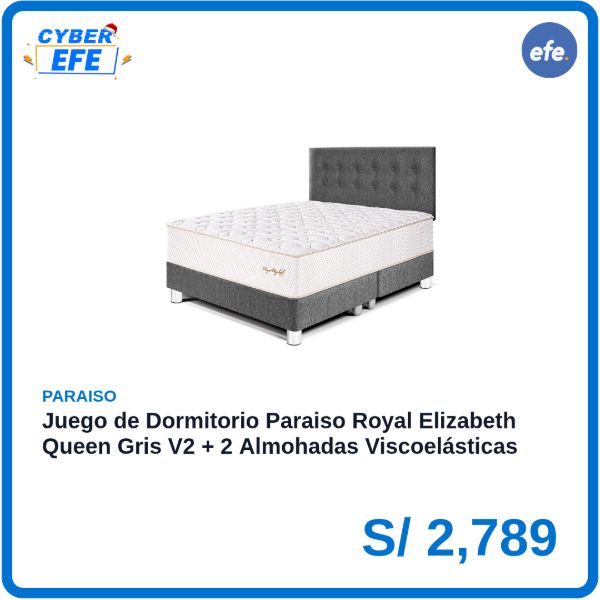 CYBER
EFE
efe.
PARAISO
Juego de Dormitorio Paraiso Royal Elizabeth
Queen Gris V2 + 2 Almohadas Viscoelásticas
S/ 2,789